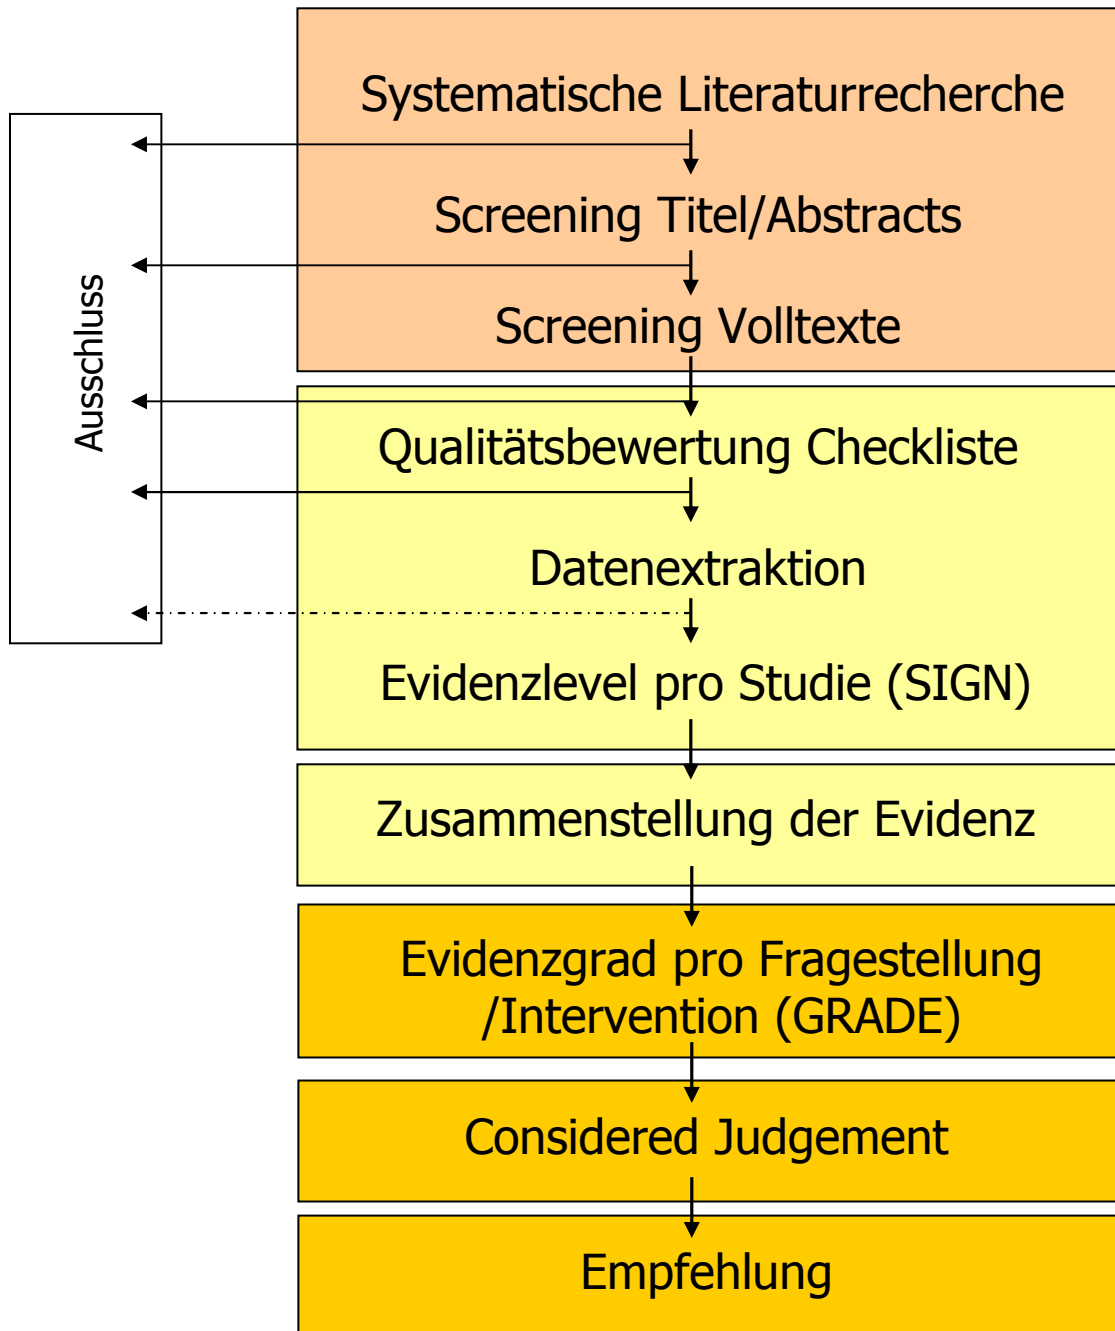 Systematische Literaturrecherche
Screening Titel/Abstracts
Screening Volltexte
Ausschluss
Qualitätsbewertung Checkliste
Datenextraktion
Evidenzlevel pro Studie (SIGN)
Zusammenstellung der Evidenz
Evidenzgrad pro Fragestellung
/Intervention (GRADE)
Considered Judgement
Empfehlung